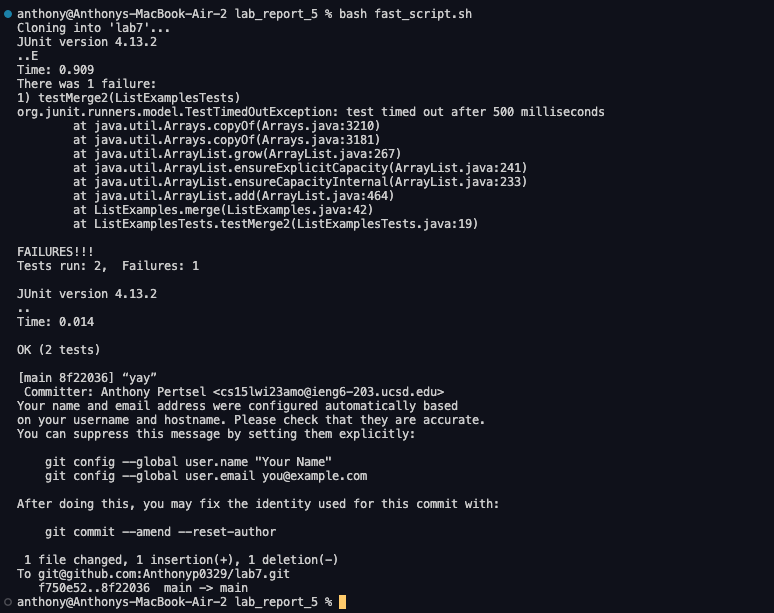 anthony@Anthonys-MacBook-Air-2 lab_report_5 % bash fast_script.sh
Cloning into 'lab7'...
JUnit version 4.13.2
..E
Time: 0.909
There was 1 failure:
1) testMerge2(ListExamplesTests)
org.junit.runners.model.TestTimedOutException: test timed out after 500 milliseconds
        at java.util.Arrays.copyOf(Arrays.java:3210)
        at java.util.Arrays.copyOf(Arrays.java:3181)
        at java.util.ArrayList.grow(ArrayList.java:267)
        at java.util.ArrayList.ensureExplicitCapacity(ArrayList.java:241)
        at java.util.ArrayList.ensureCapacityInternal(ArrayList.java:233)
        at java.util.ArrayList.add(ArrayList.java:464)
        at ListExamples.merge(ListExamples.java:42)
        at ListExamplesTests.testMerge2(ListExamplesTests.java:19)

FAILURES!!!
Tests run: 2,  Failures: 1

JUnit version 4.13.2
..
Time: 0.014

OK (2 tests)

[main 8f22036] “yay”
 Committer: Anthony Pertsel <cs15lwi23amo@ieng6-203.ucsd.edu>
Your name and email address were configured automatically based
on your username and hostname. Please check that they are accurate.
You can suppress this message by setting them explicitly:

    git config --global user.name "Your Name"
    git config --global user.email you@example.com

After doing this, you may fix the identity used for this commit with:

    git commit --amend --reset-author

 1 file changed, 1 insertion(+), 1 deletion(-)
To git@github.com:Anthonyp0329/lab7.git
   f750e52..8f22036  main -> main
anthony@Anthonys-MacBook-Air-2 lab_report_5 %